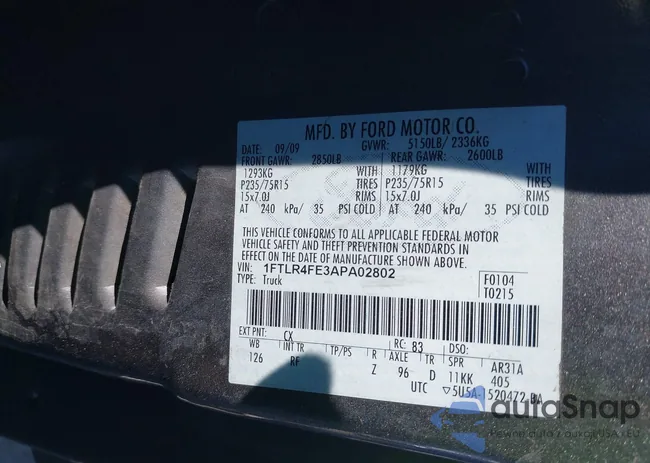 MFD. BY FORD MOTOR CO.
DATE: 09/09 GVWR: 5150LB/ 2336KG
FRONT GAWR: 2850LB REAR GAWR: 2600LB
1293KG WITH 1179KG WITH
P235/75R15 TIRES P235/75R15 TIRES
15x7.0J RIMS 15x7.0J RIMS
AT 240 kPa/ 35 PSI COLD AT 240 kPa/ 35 PSI COLD
THIS VEHICLE CONFORMS TO ALL APPLICABLE FEDERAL MOTOR
VEHICLE SAFETY AND THEFT PREVENTION STANDARDS IN
EFFECT ON THE DATE OF MANUFACTURE SHOWN ABOVE.
VIN: 1FTLR4FE3APA02802 F0104
TYPE: Truck T0215
EXT PNT: CX RC: 83 DSO:
WB INT TR TP/PS R AXLE TR SPR AR31A
126 RF Z 96 D 11KK 405
UTC ▽5U5A-1520472-BA
autoSnap